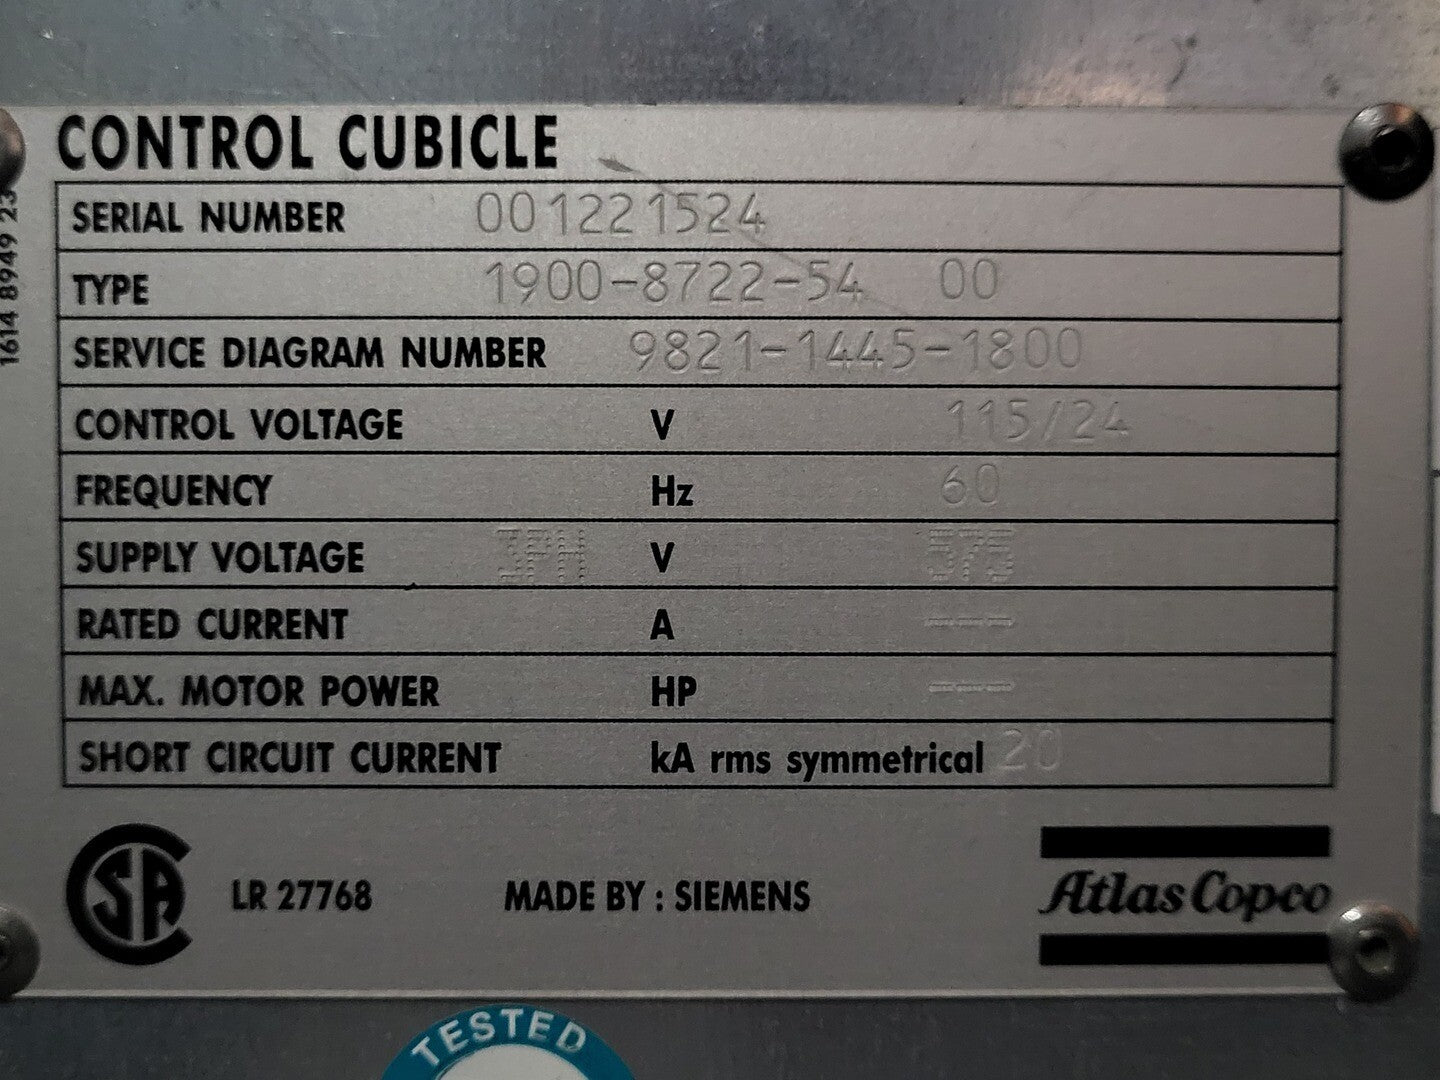 CONTROL CUBICLE
SERIAL NUMBER 001221524
TYPE 1900-8722-54 00
SERVICE DIAGRAM NUMBER 9821-1445-1800
CONTROL VOLTAGE V 115/24
FREQUENCY Hz 60
SUPPLY VOLTAGE 3PH V 575
RATED CURRENT A ---
MAX. MOTOR POWER HP ---
SHORT CIRCUIT CURRENT kA rms symmetrical 20
CSA LR 27768 MADE BY : SIEMENS Atlas Copco
1614 8949 23
TESTED